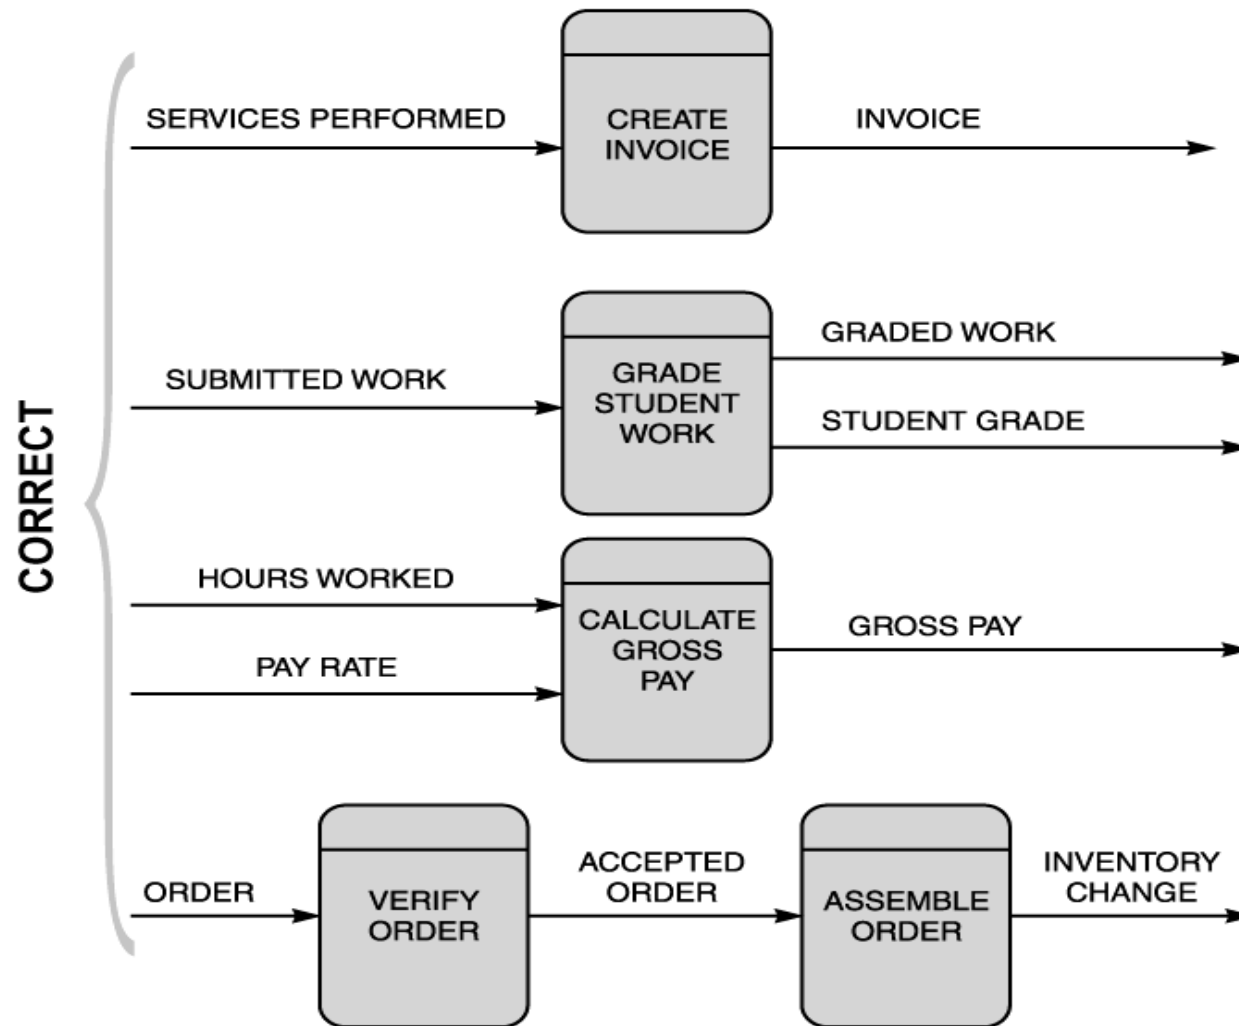 CORRECT
SERVICES PERFORMED
CREATE
INVOICE
INVOICE
SUBMITTED WORK
GRADE
STUDENT
WORK
GRADED WORK
STUDENT GRADE
HOURS WORKED
PAY RATE
CALCULATE
GROSS
PAY
GROSS PAY
ORDER
VERIFY
ORDER
ACCEPTED
ORDER
ASSEMBLE
ORDER
INVENTORY
CHANGE